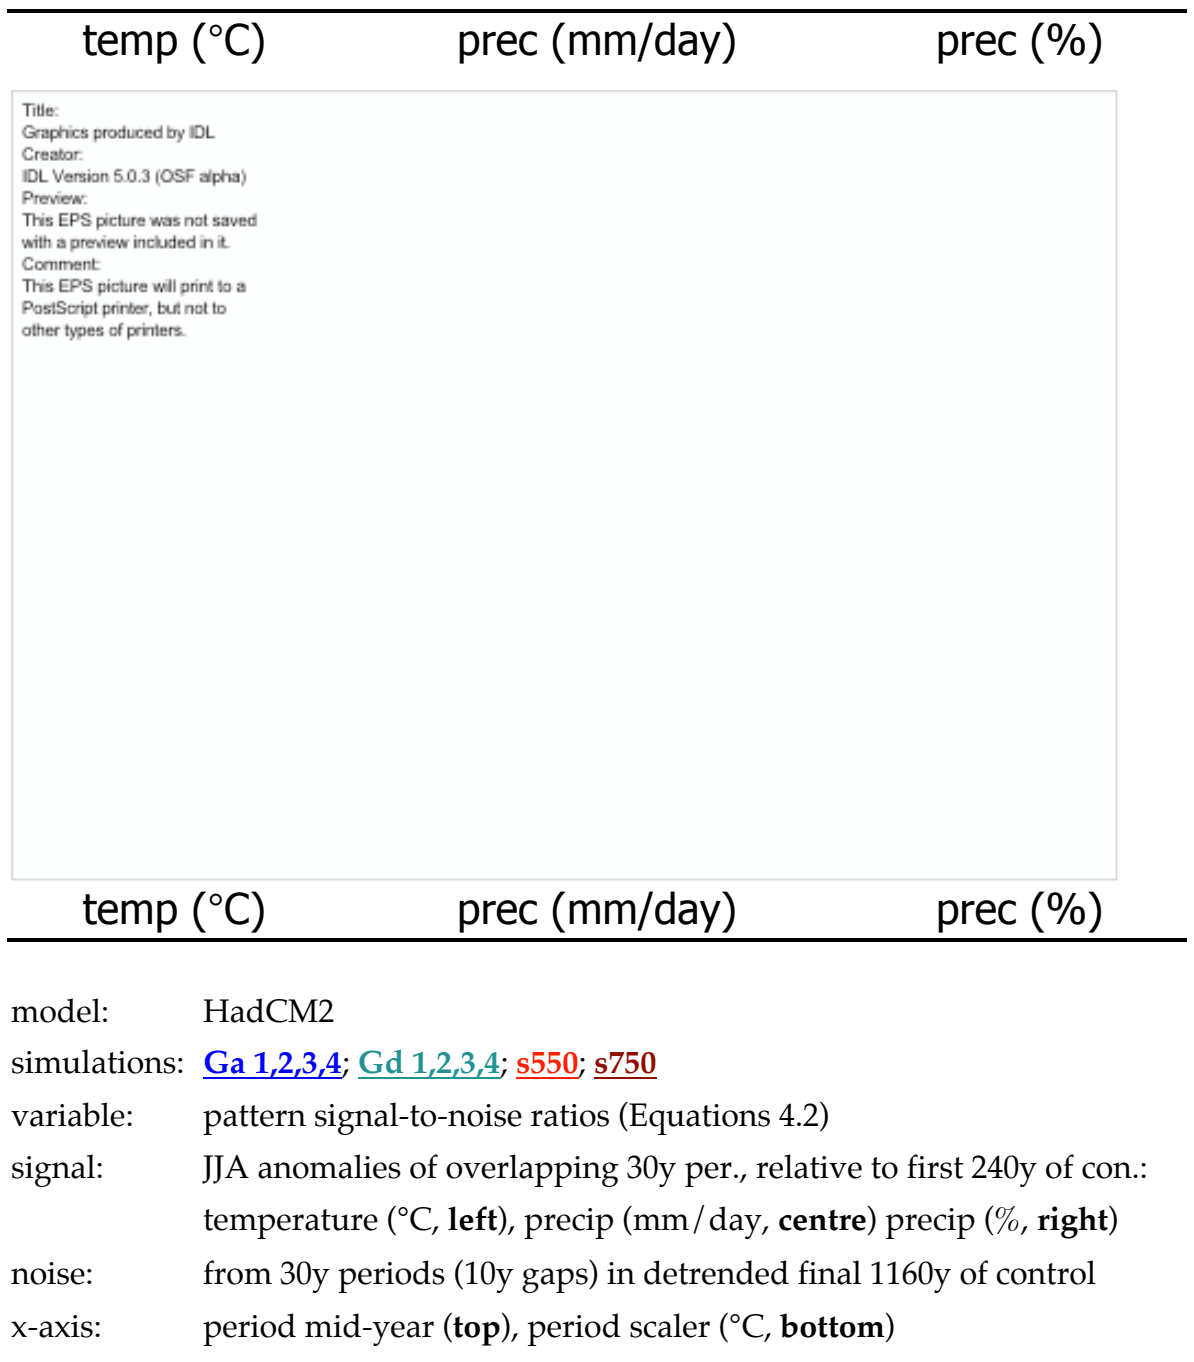 temp (°C) prec (mm/day) prec (%)
Title:
Graphics produced by IDL
Creator:
IDL Version 5.0.3 (OSF alpha)
Preview:
This EPS picture was not saved
with a preview included in it.
Comment:
This EPS picture will print to a
PostScript printer, but not to
other types of printers.
temp (°C) prec (mm/day) prec (%)
model: HadCM2
simulations: Ga 1,2,3,4; Gd 1,2,3,4; s550; s750
variable: pattern signal-to-noise ratios (Equations 4.2)
signal: JJA anomalies of overlapping 30y per., relative to first 240y of con.:
temperature (°C, left), precip (mm/day, centre) precip (%, right)
noise: from 30y periods (10y gaps) in detrended final 1160y of control
x-axis: period mid-year (top), period scaler (°C, bottom)